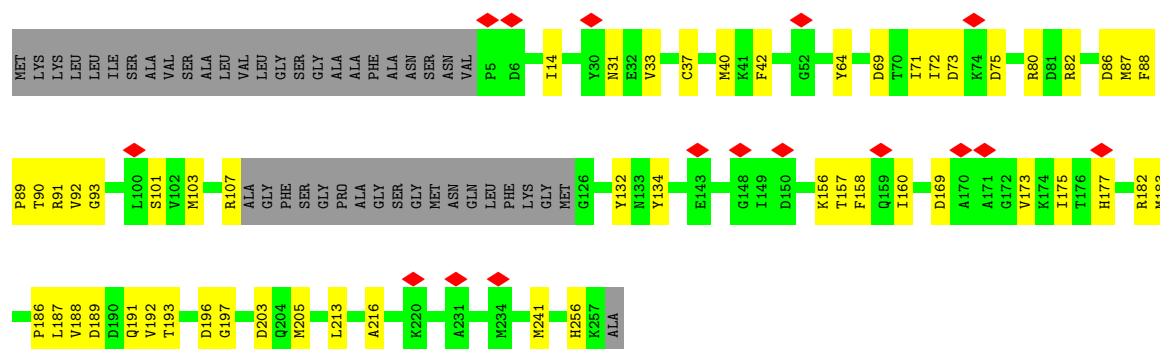 MET LYS LYS LEU LEU ILE SER ALA VAL SER ALA LEU VAL LEU GLY SER GLY ALA ALA PHE ALA ASN SER ASN VAL P5 D6 I14 Y30 N31 E32 V33 C37 M40 K41 F42 G52 Y64 D69 T70 I71 I72 D73 K74 D75 R80 D81 R82 D86 M87 F88
P89 T90 R91 V92 G93 L100 S101 V102 M103 R107 ALA GLY PHE SER GLY PRO ALA GLY SER GLY MET ASN GLN LEU PHE LYS GLY MET G126 Y132 N133 Y134 E143 G148 I149 D150 K156 T157 F158 Q159 I160 D169 A170 A171 G172 V173 K174 I175 T176 H177 R182 M183
P186 L187 V188 D189 D190 Q191 V192 T193 D196 G197 D203 Q204 M205 L213 A216 K220 A231 M234 M241 H256 K257 ALA